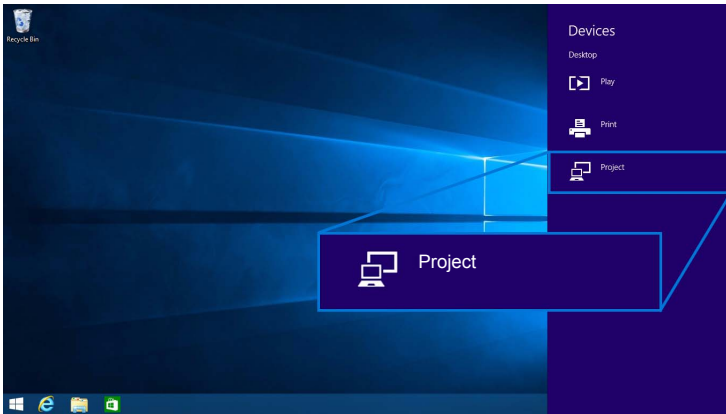 Recycle Bin
Devices
Desktop
Play
Print
Project
Project